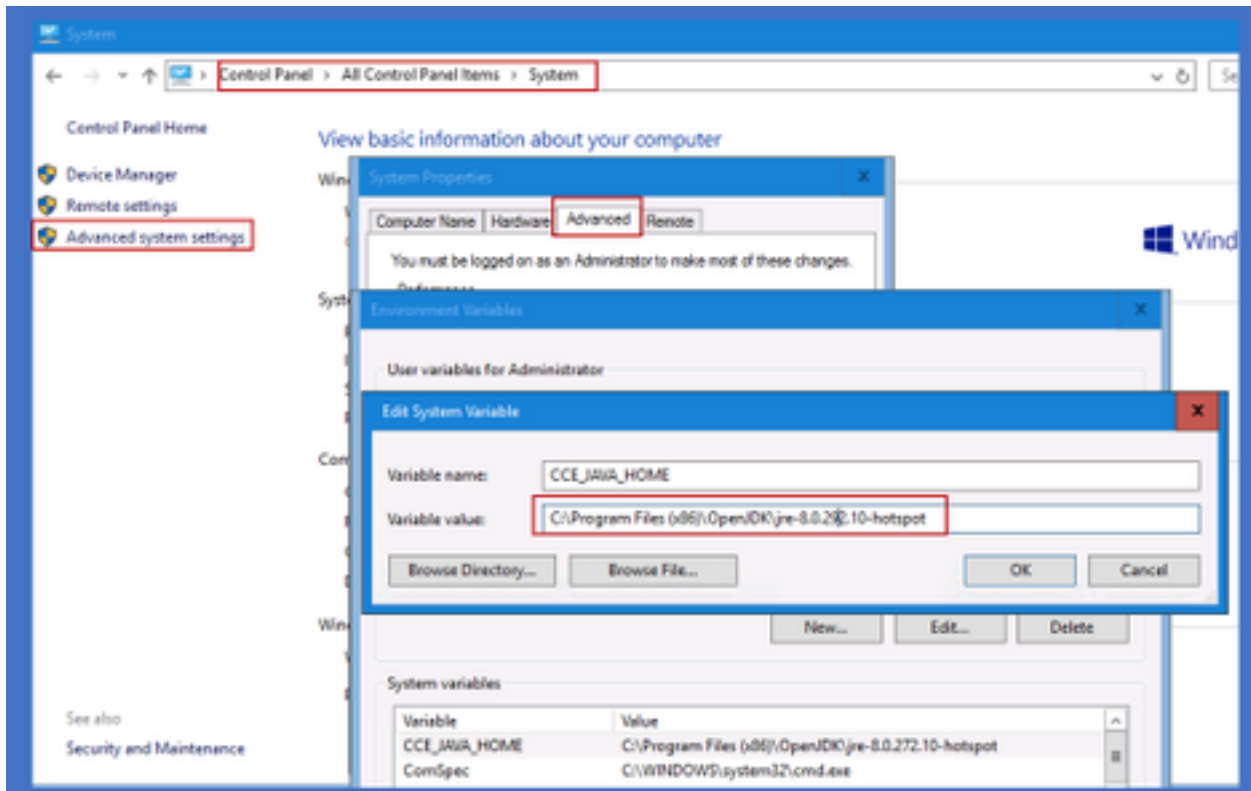 System
Control Panel > All Control Panel Items > System
Control Panel Home
Device Manager
Remote settings
Advanced system settings
See also
Security and Maintenance
View basic information about your computer
Wind
System Properties
Computer Name Hardware Advanced Remote
You must be logged on as an Administrator to make most of these changes.
Performance
Environment Variables
User variables for Administrator
Edit System Variable
Variable name: CCE_JAVA_HOME
Variable value: C:\Program Files (x86)\OpenJDK\jre-8.0.292.10-hotspot
Browse Directory... Browse File... OK Cancel
New... Edit... Delete
System variables
Variable Value
CCE_JAVA_HOME C:\Program Files (x86)\OpenJDK\jre-8.0.272.10-hotspot
ComSpec C:\WINDOWS\system32\cmd.exe